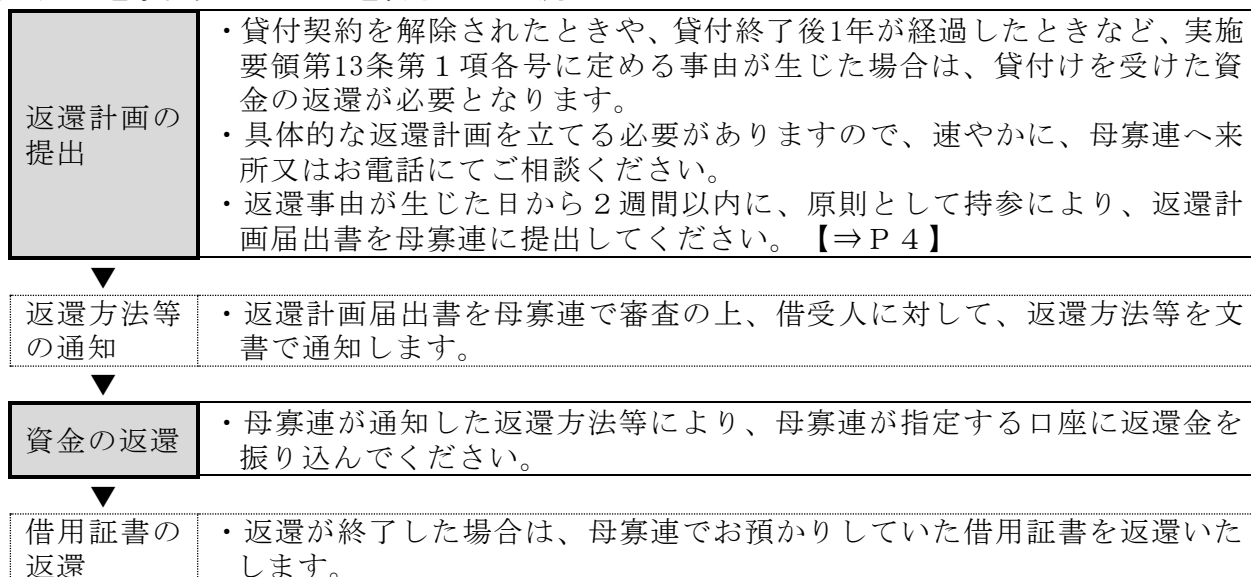 返還計画の
提出
・貸付契約を解除されたときや、貸付終了後1年が経過したときなど、実施
要領第13条第1項各号に定める事由が生じた場合は、貸付けを受けた資
金の返還が必要となります。
・具体的な返還計画を立てる必要がありますので、速やかに、母寡連へ来
所又はお電話にてご相談ください。
・返還事由が生じた日から2週間以内に、原則として持参により、返還計
画届出書を母寡連に提出してください。【⇒P4】
▼
返還方法等
の通知
・返還計画届出書を母寡連で審査の上、借受人に対して、返還方法等を文
書で通知します。
▼
資金の返還
・母寡連が通知した返還方法等により、母寡連が指定する口座に返還金を
振り込んでください。
▼
借用証書の
返還
・返還が終了した場合は、母寡連でお預かりしていた借用証書を返還いた
します。